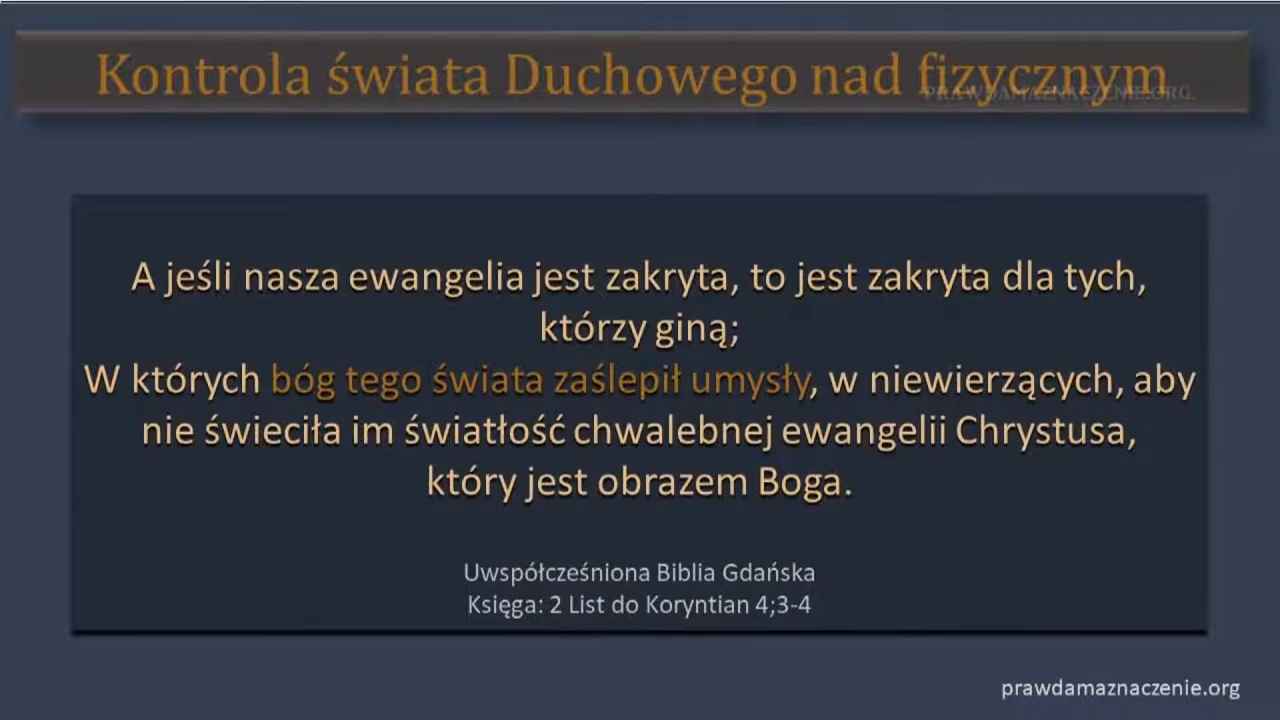 Kontrola świata Duchowego nad fizycznym
PRAWDAMAZNACZENIE.ORG
A jeśli nasza ewangelia jest zakryta, to jest zakryta dla tych,
którzy giną;
W których bóg tego świata zaślepił umysły, w niewierzących, aby
nie świeciła im światłość chwalebnej ewangelii Chrystusa,
który jest obrazem Boga.
Uwspółcześniona Biblia Gdańska
Księga: 2 List do Koryntian 4;3-4
prawdamaznaczenie.org